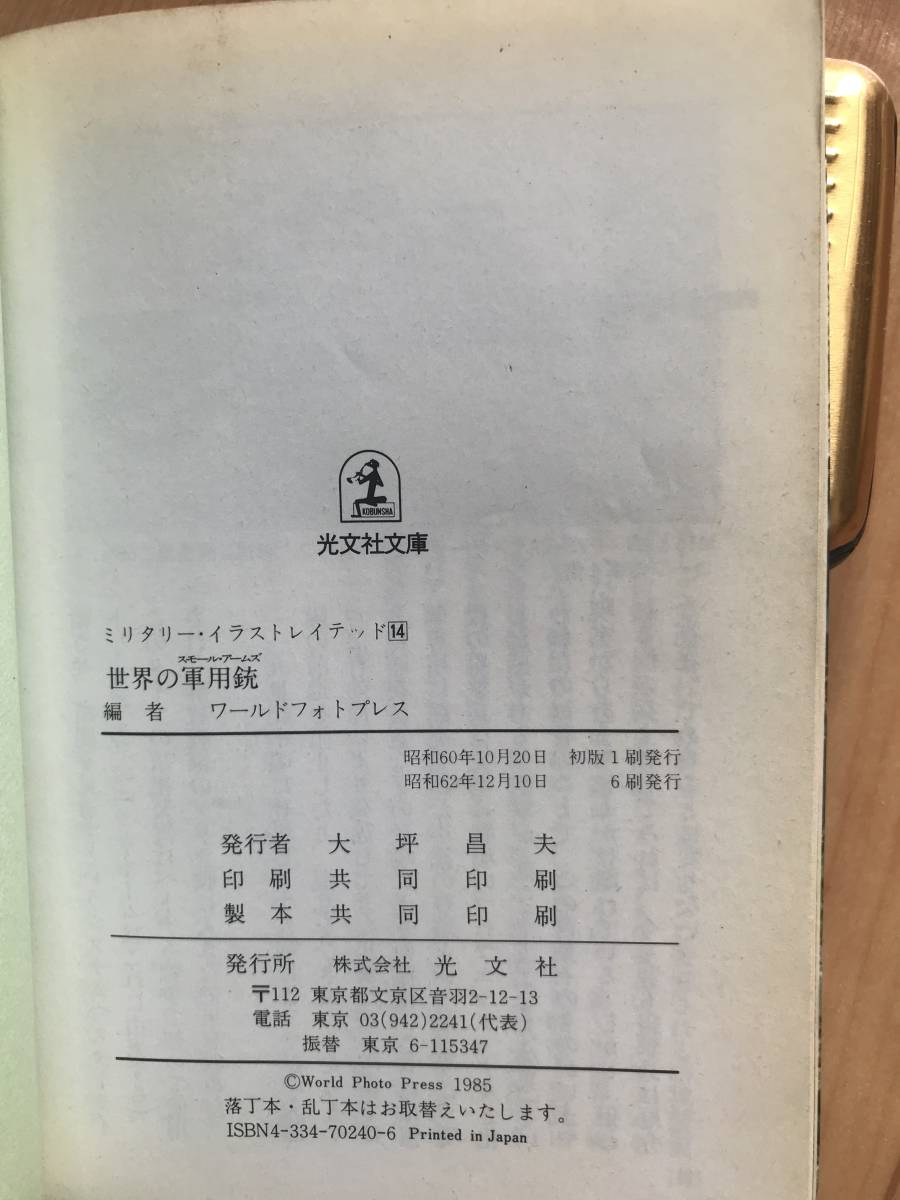 KOBUNSHA
光文社文庫
ミリタリー・イラストレイテッド14
スモール・アームズ
世界の軍用銃
編者 ワールドフォトプレス
昭和60年10月20日 初版1刷発行
昭和62年12月10日 6刷発行
発行者 大坪昌夫
印刷 共同印刷
製本 共同印刷
発行所 株式会社 光文社
〒112 東京都文京区音羽2-12-13
電話 東京 03(942)2241(代表)
振替 東京 6-115347
©World Photo Press 1985
落丁本・乱丁本はお取替えいたします。
ISBN4-334-70240-6 Printed in Japan